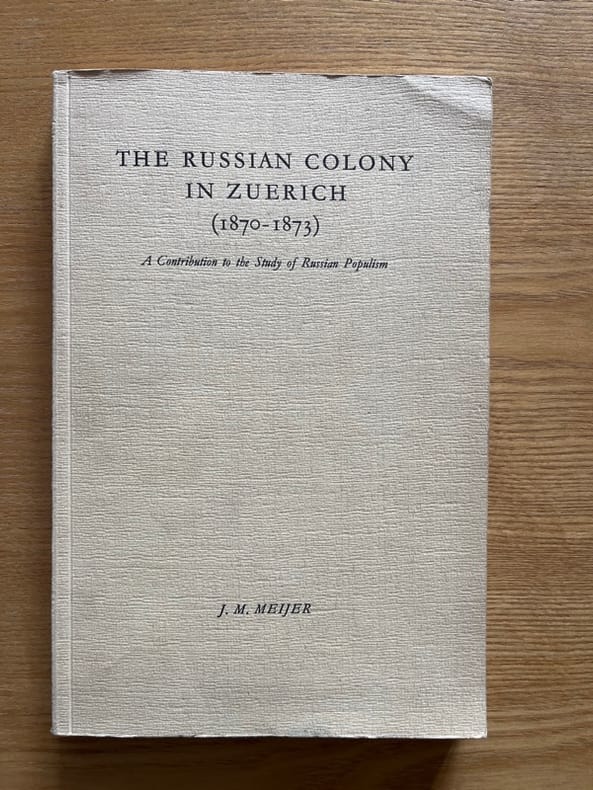 THE RUSSIAN COLONY
IN ZUERICH
(1870-1873)
A Contribution to the Study of Russian Populism
J. M. MEIJER